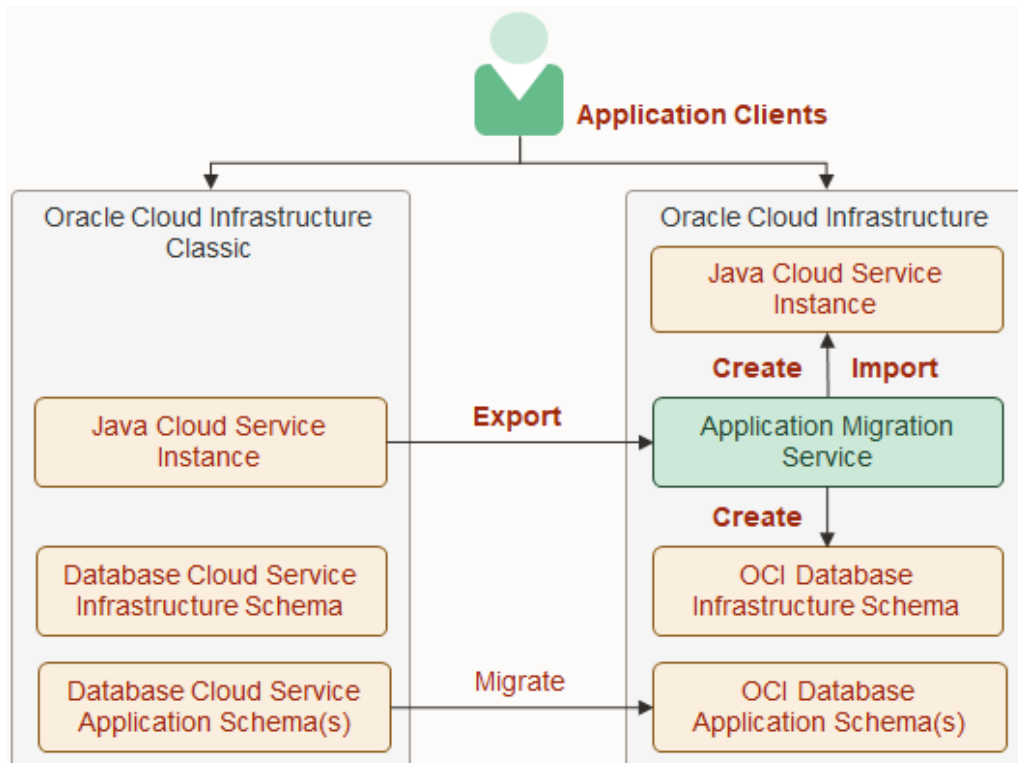 Application Clients
Oracle Cloud Infrastructure
Classic
Java Cloud Service
Instance
Database Cloud Service
Infrastructure Schema
Database Cloud Service
Application Schema(s)
Export
Migrate
Oracle Cloud Infrastructure
Java Cloud Service
Instance
Create
Import
Application Migration
Service
Create
OCI Database
Infrastructure Schema
OCI Database
Application Schema(s)